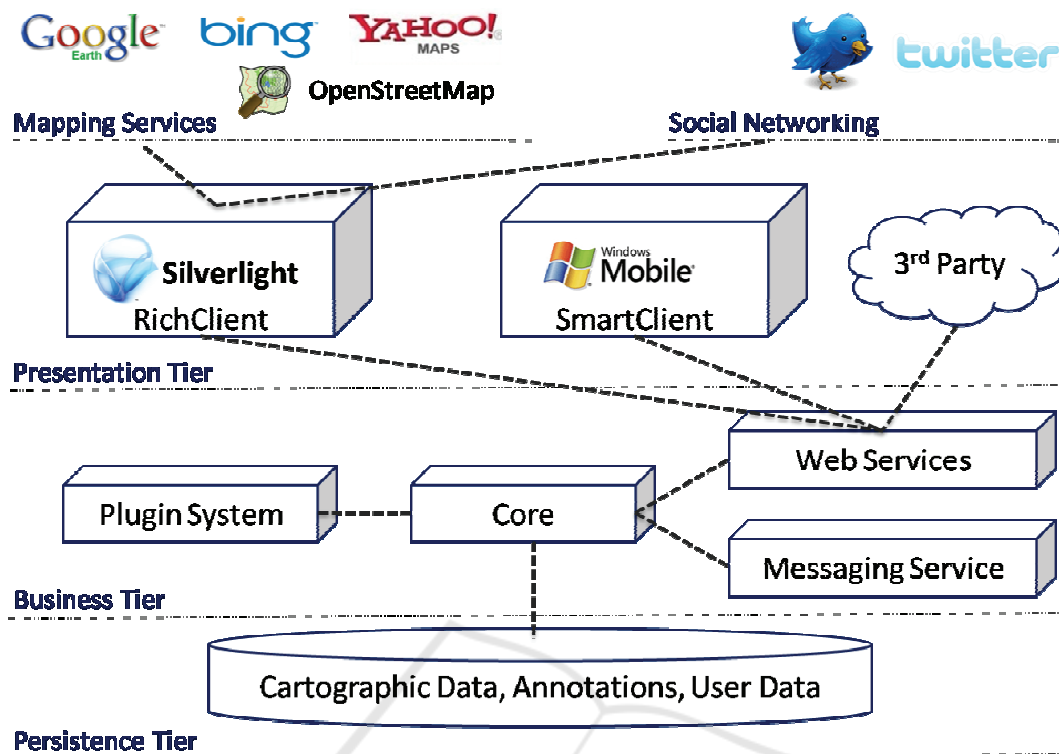 Google
Earth
bing
YAHOO!
MAPS
twitter
OpenStreetMap
Mapping Services
Social Networking
Silverlight
RichClient
Windows
Mobile
SmartClient
3rd Party
Presentation Tier
Web Services
Plugin System
Core
Messaging Service
Business Tier
Cartographic Data, Annotations, User Data
Persistence Tier